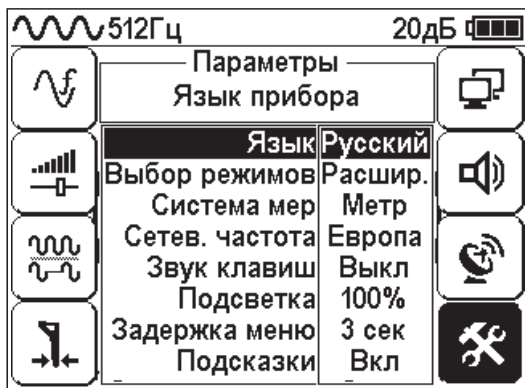 512Гц 20дБ
Параметры
Язык прибора
Язык Русский
Выбор режимов Расшир.
Система мер Метр
Сетев. частота Европа
Звук клавиш Выкл
Подсветка 100%
Задержка меню 3 сек
Подсказки Вкл
f